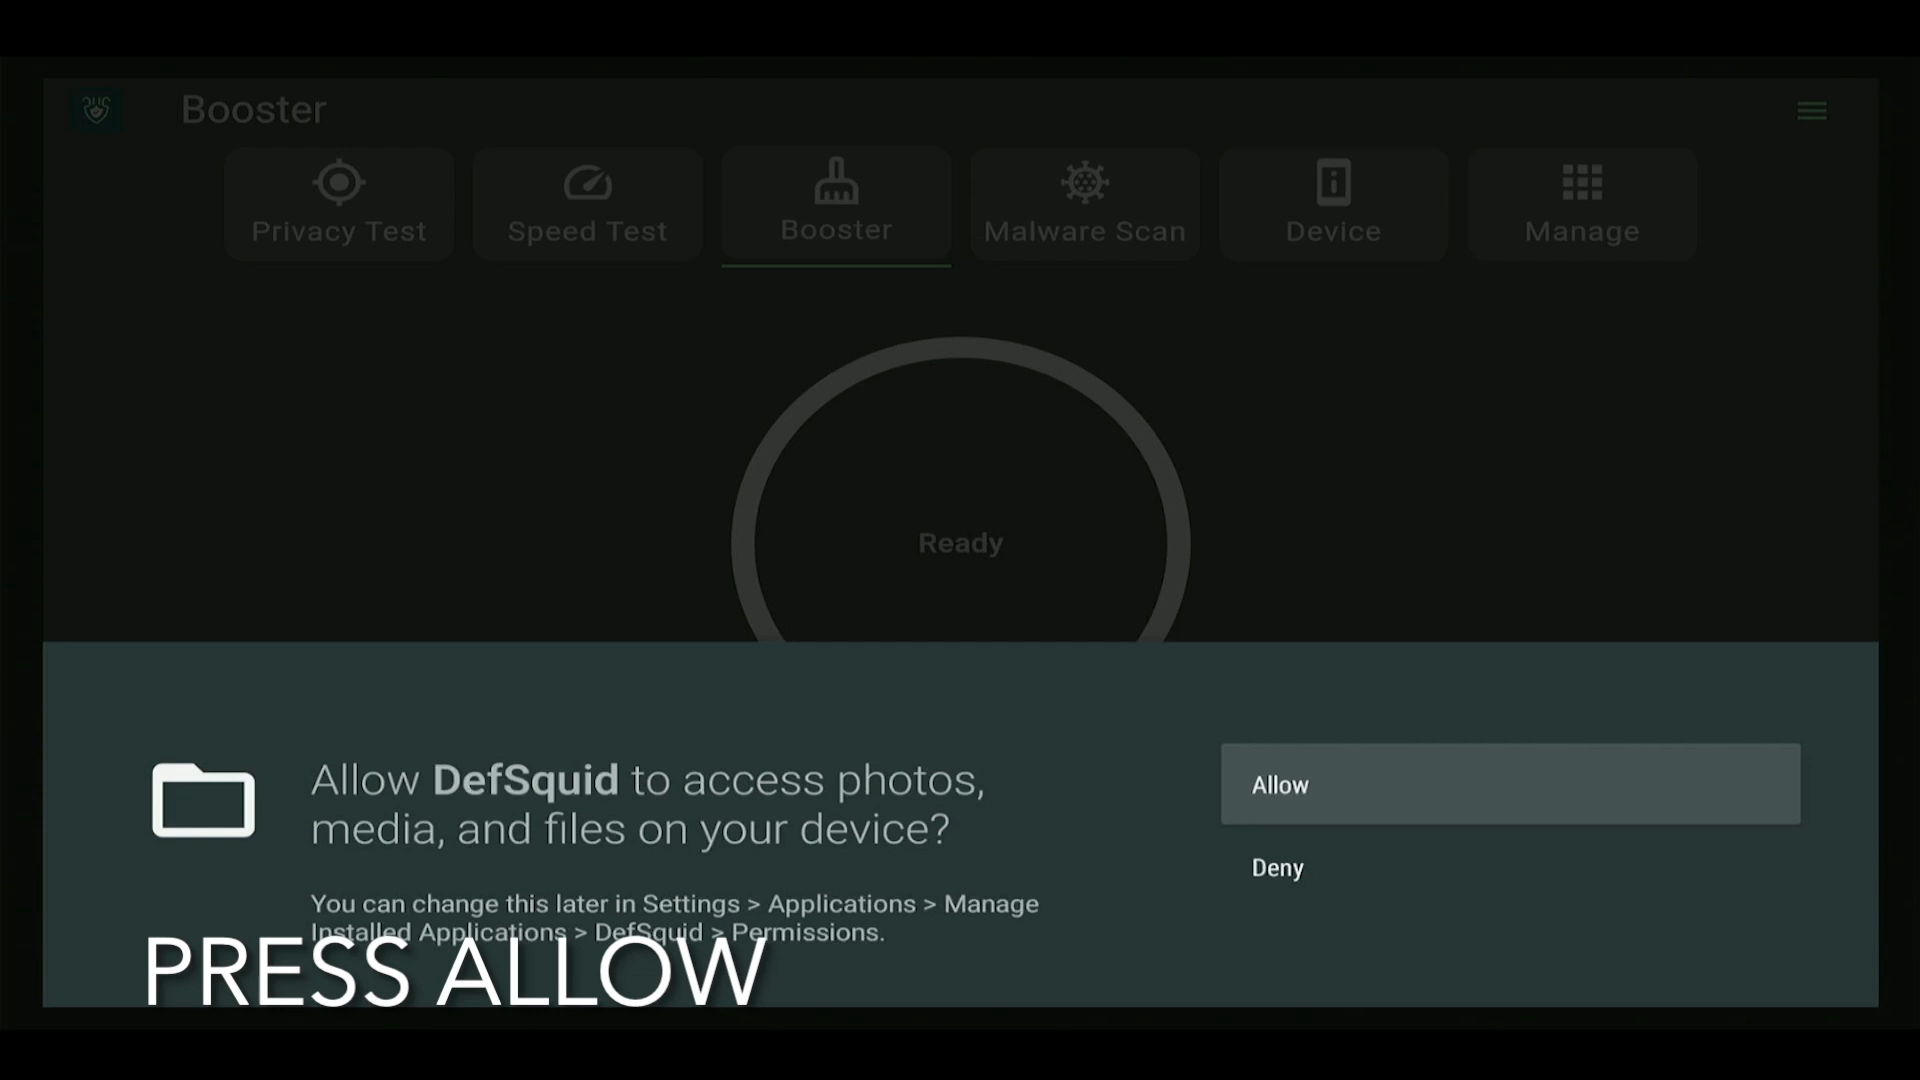 Booster
Privacy Test
Speed Test
Booster
Malware Scan
Device
Manage
Ready
Allow DefSquid to access photos,
media, and files on your device?
You can change this later in Settings > Applications > Manage
Installed Applications > DefSquid > Permissions.
Allow
Deny
PRESS ALLOW